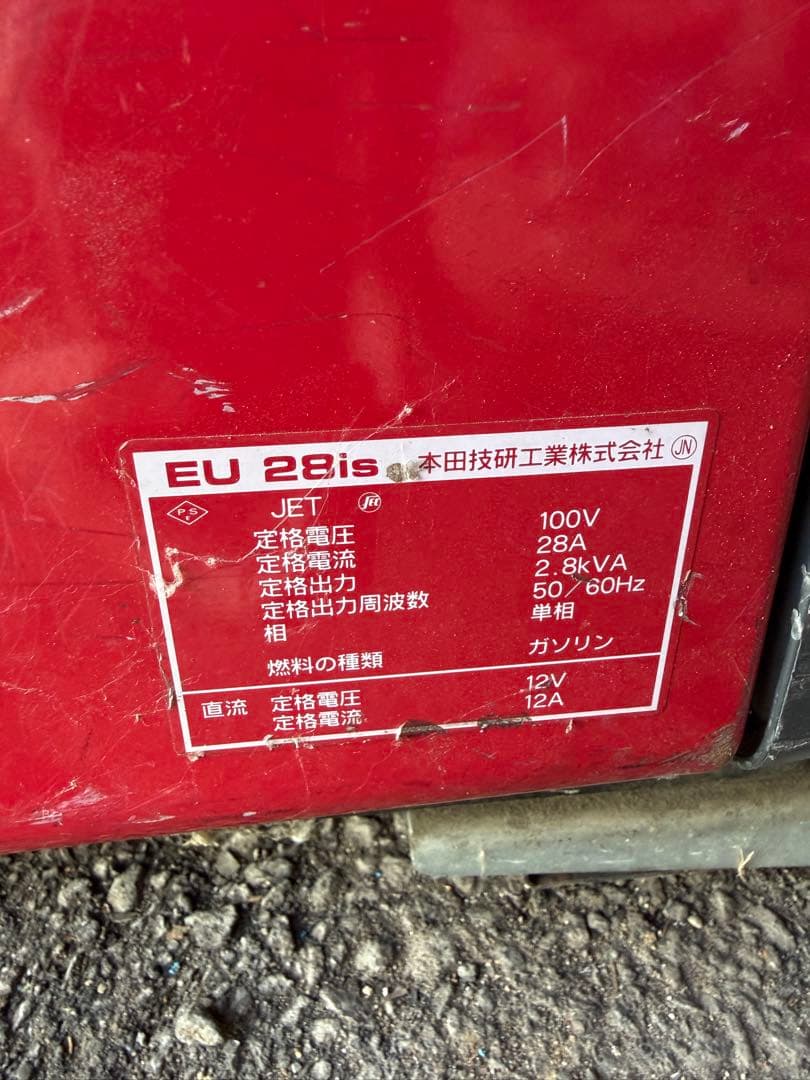 EU 28is 本田技研工業株式会社 JN
PSE JET JET
定格電圧 100V
定格電流 28A
定格出力 2.8kVA
定格出力周波数 50/60Hz
相 単相
燃料の種類 ガソリン
直流 定格電圧 12V
定格電流 12A